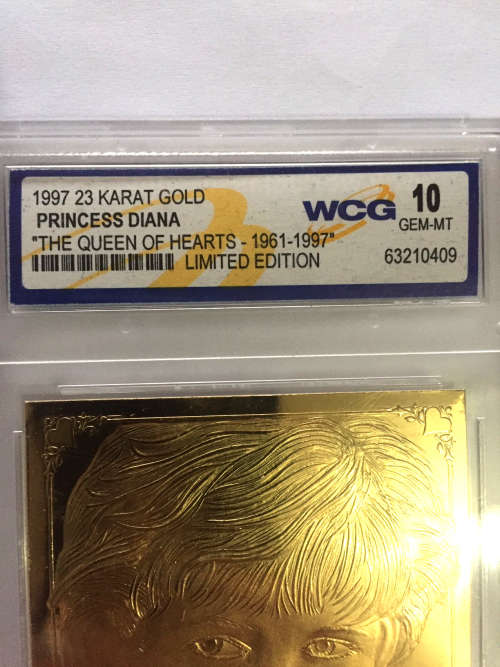 1997 23 KARAT GOLD
PRINCESS DIANA
"THE QUEEN OF HEARTS - 1961-1997"
LIMITED EDITION
WCG 10
GEM-MT
63210409